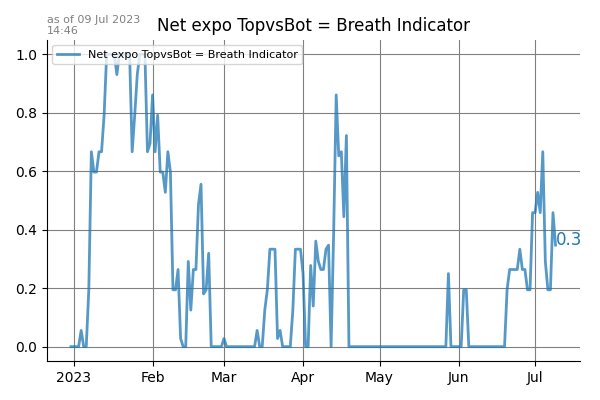 as of 09 Jul 2023
14:46
Net expo TopvsBot = Breath Indicator
Net expo TopvsBot = Breath Indicator
1.0
0.8
0.6
0.4
0.2
0.0
0.3
2023 Feb Mar Apr May Jun Jul